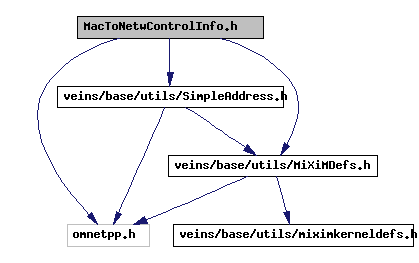 MacToNetwControlInfo.h
veins/base/utils/SimpleAddress.h
veins/base/utils/MiXiMDefs.h
omnetpp.h
veins/base/utils/miximkerneldefs.h